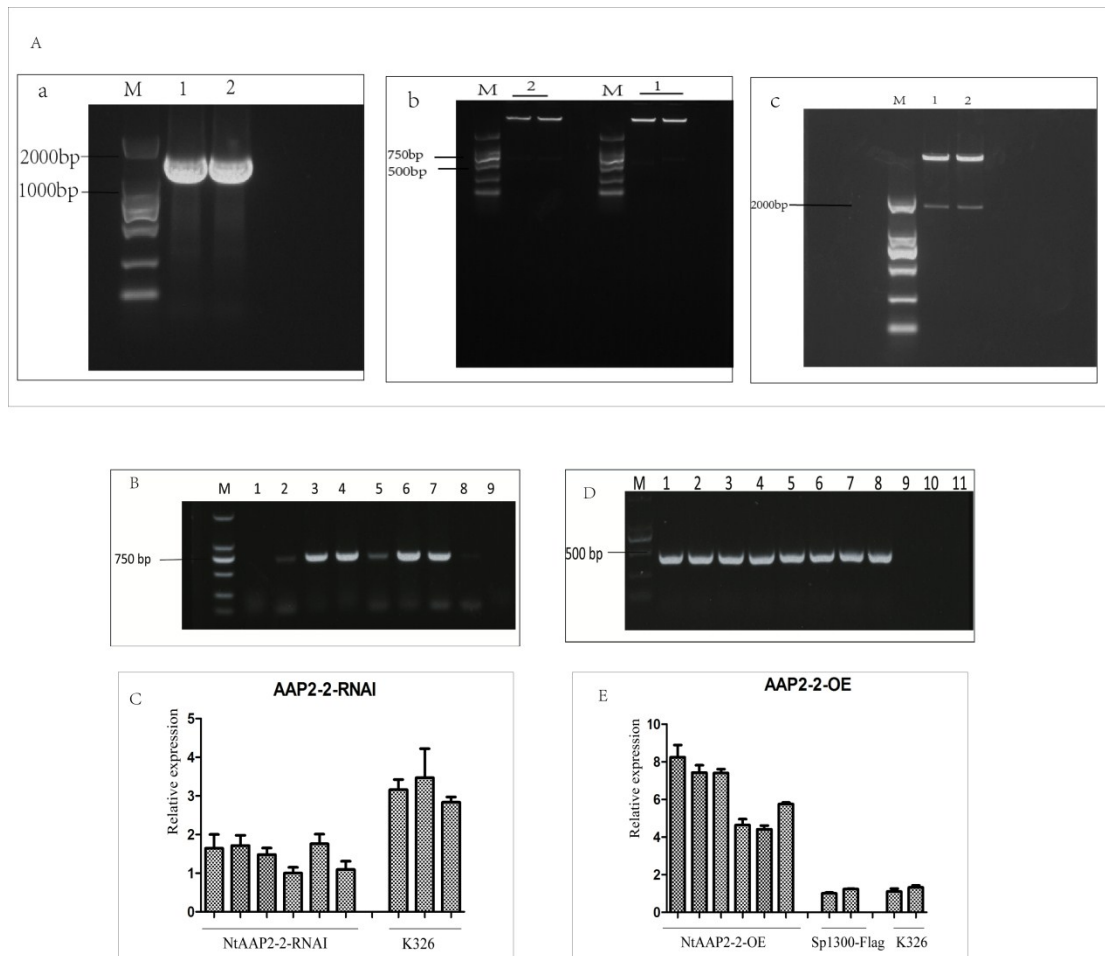 A
a
M 1 2
2000bp
1000bp
b
M 2 M 1
750bp
500bp
c
M 1 2
2000bp
B
M 1 2 3 4 5 6 7 8 9
750 bp
D
M 1 2 3 4 5 6 7 8 9 10 11
500 bp
C
AAP2-2-RNAI
Relative expression
5
4
3
2
1
0
NtAAP2-2-RNAI K326
E
AAP2-2-OE
Relative expression
10
8
6
4
2
0
NtAAP2-2-OE Sp1300-Flag K326